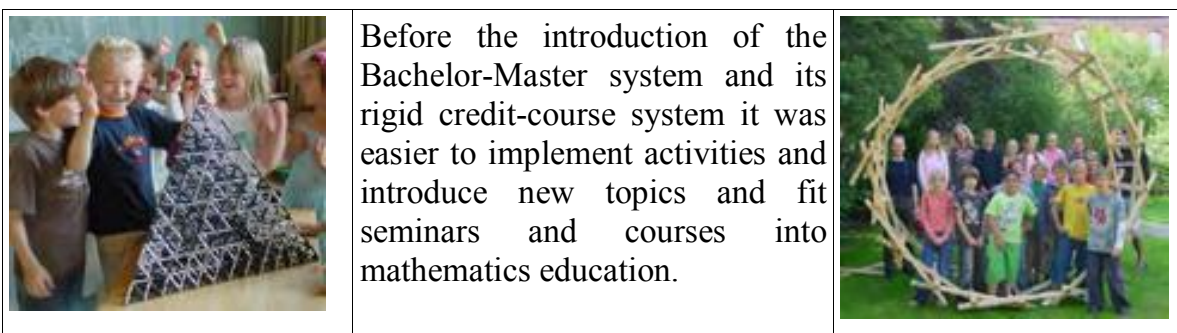 Before the introduction of the
Bachelor-Master system and its
rigid credit-course system it was
easier to implement activities and
introduce new topics and fit
seminars and courses into
mathematics education.